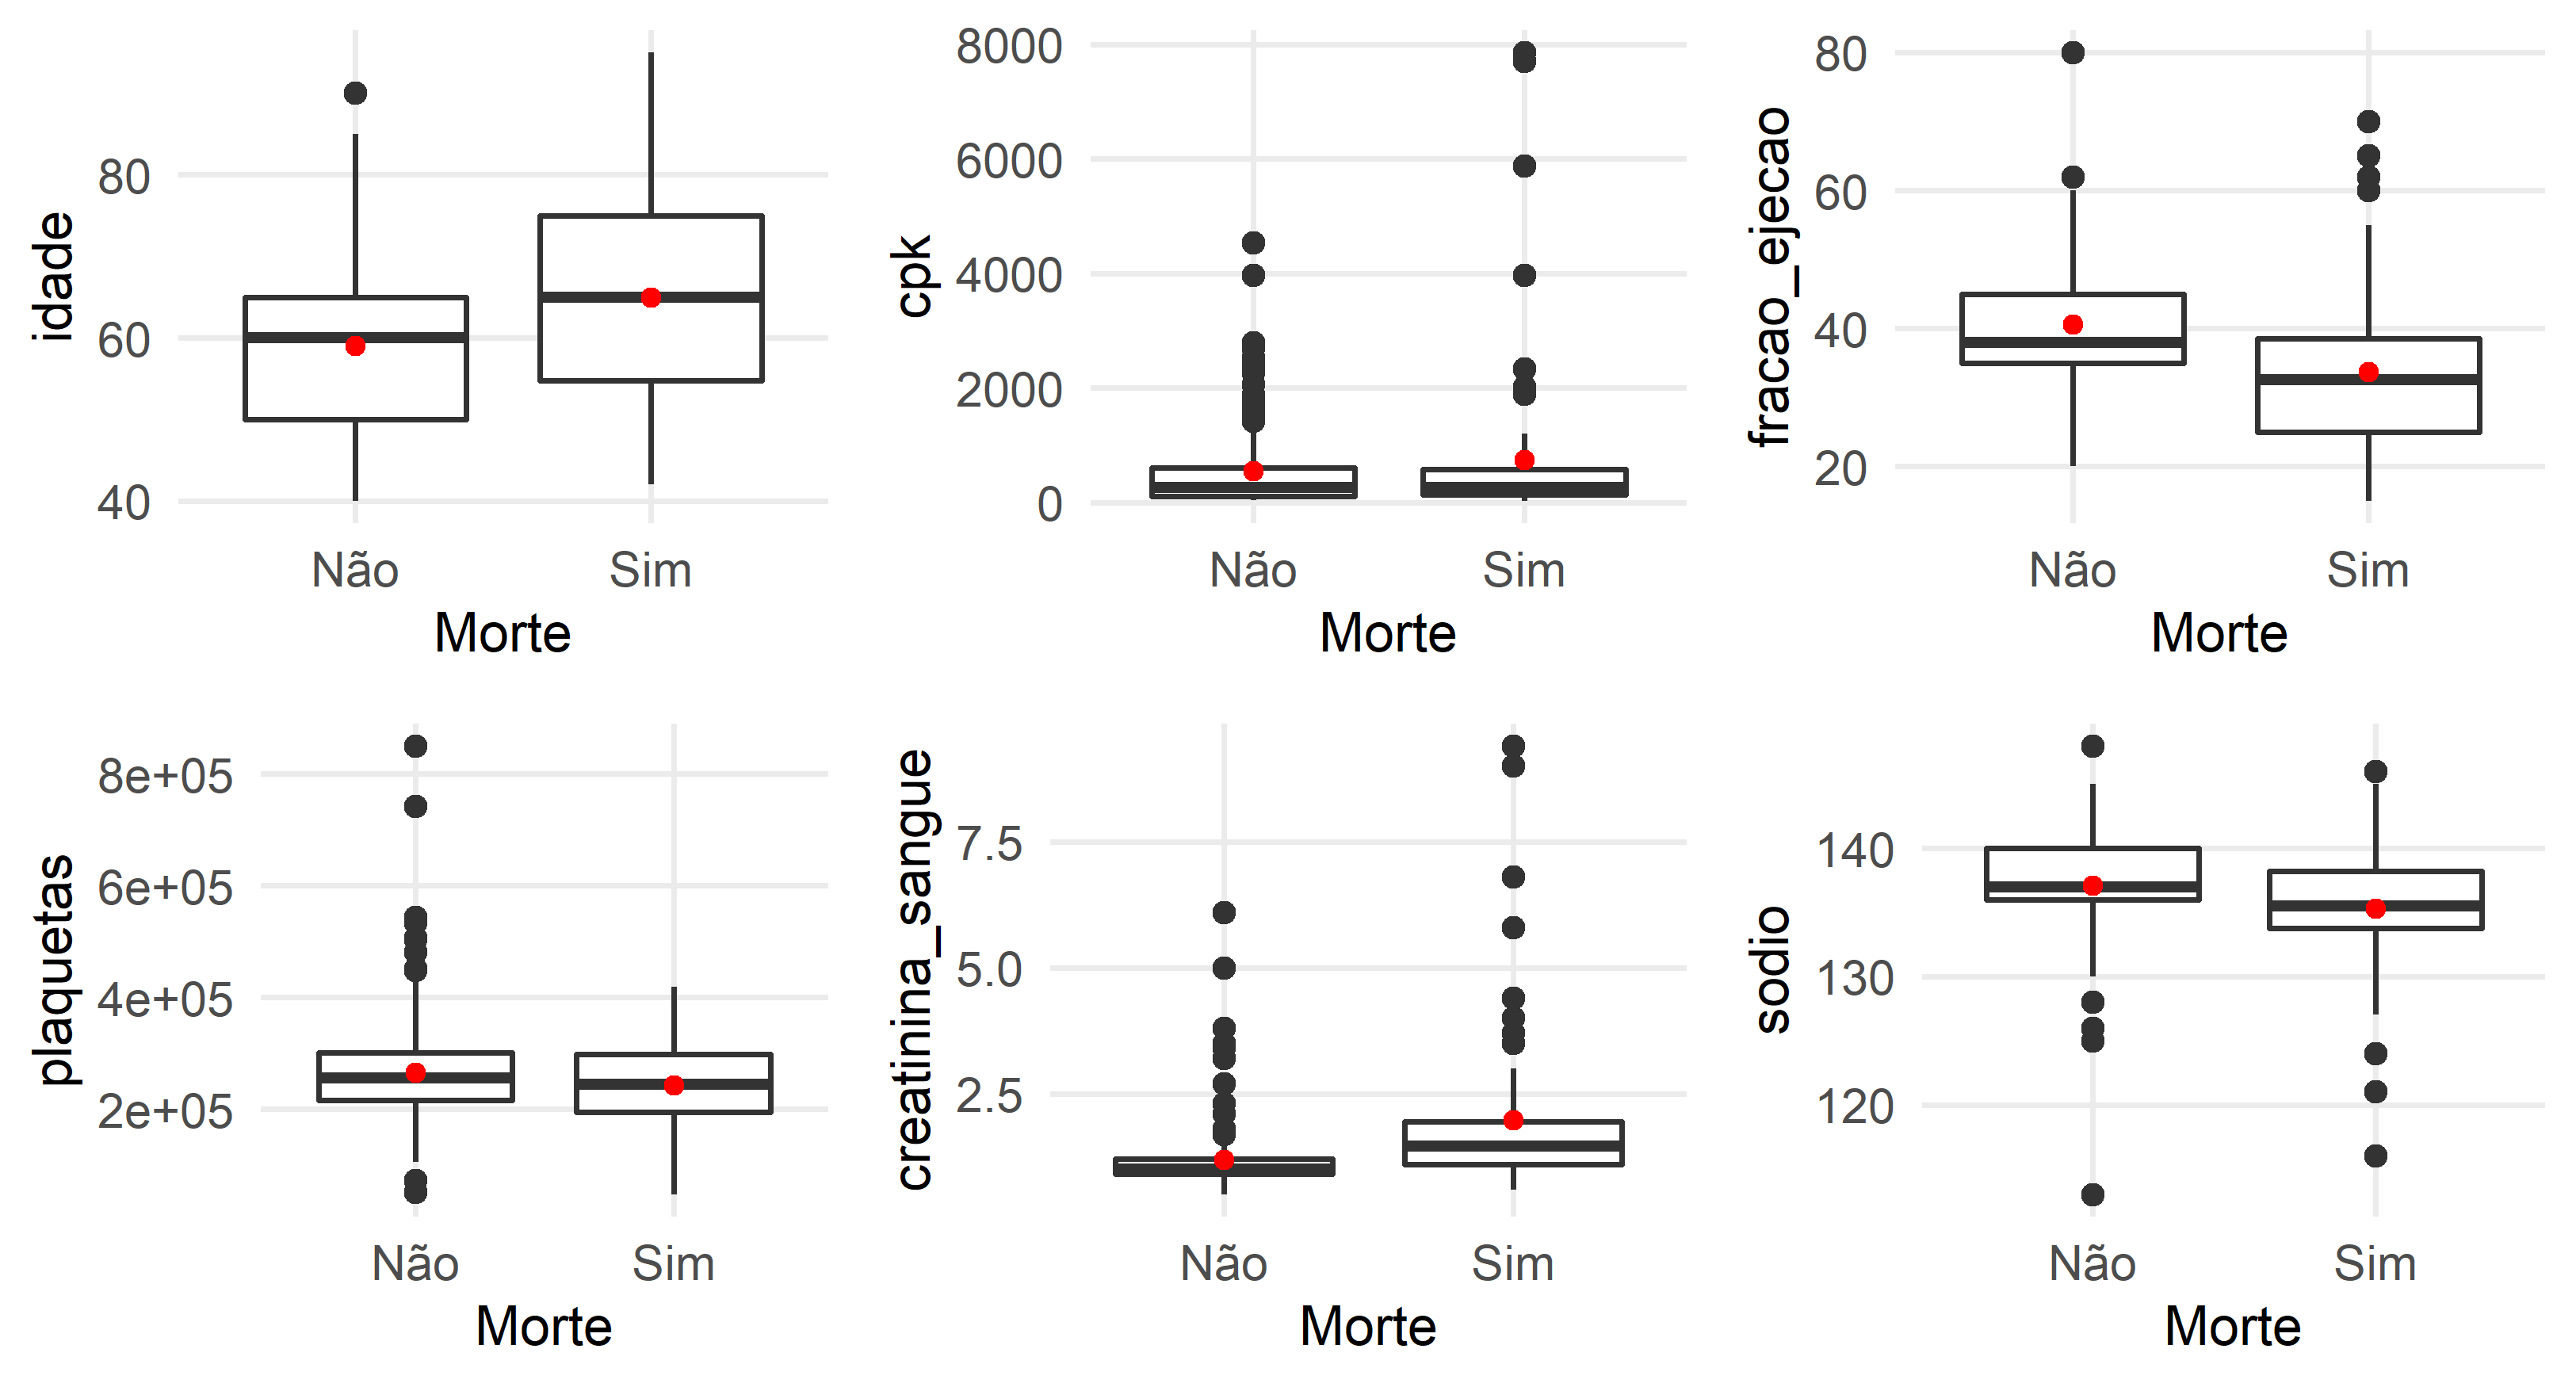 idade
80
60
40
Não Sim
Morte
cpk
8000
6000
4000
2000
0
Não Sim
Morte
fracao_ejecao
80
60
40
20
Não Sim
Morte
plaquetas
8e+05
6e+05
4e+05
2e+05
Não Sim
Morte
creatinina_sangue
7.5
5.0
2.5
Não Sim
Morte
sodio
140
130
120
Não Sim
Morte